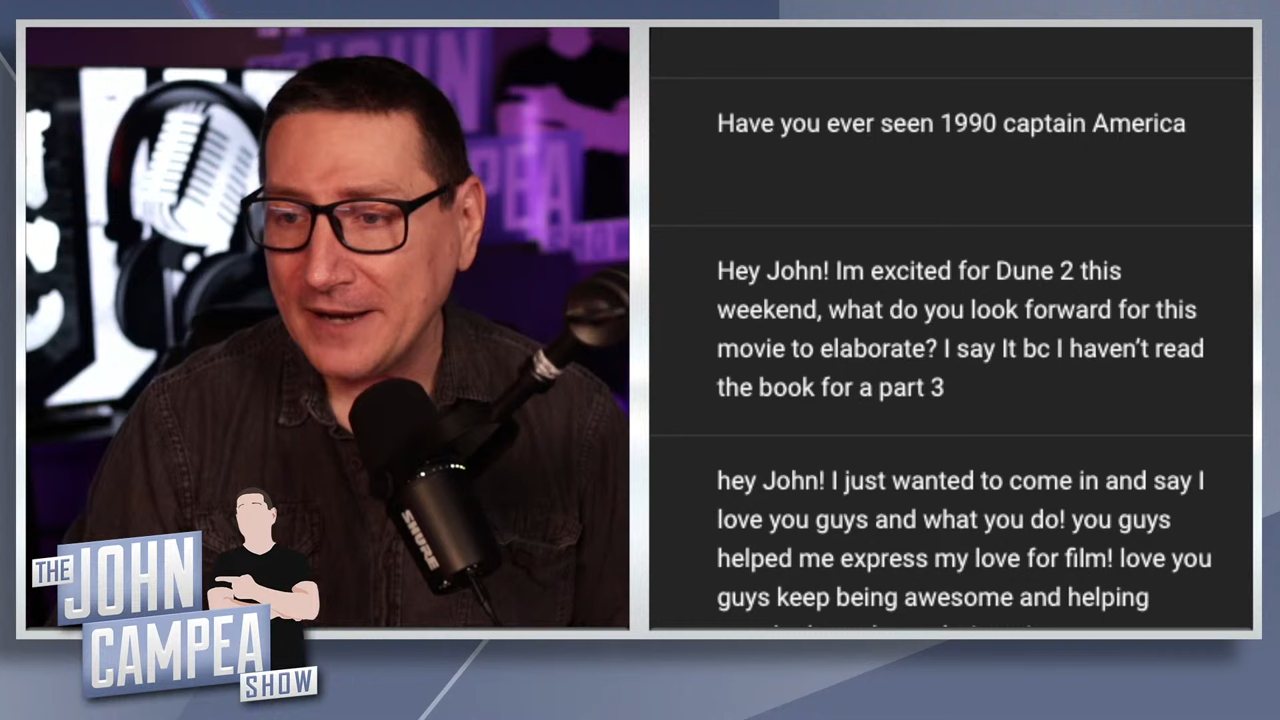 Have you ever seen 1990 captain America
Hey John! Im excited for Dune 2 this
weekend, what do you look forward for this
movie to elaborate? I say It bc I haven’t read
the book for a part 3
hey John! I just wanted to come in and say I
love you guys and what you do! you guys
helped me express my love for film! love you
guys keep being awesome and helping
SHURE
THE
JOHN
CAMPEA
SHOW